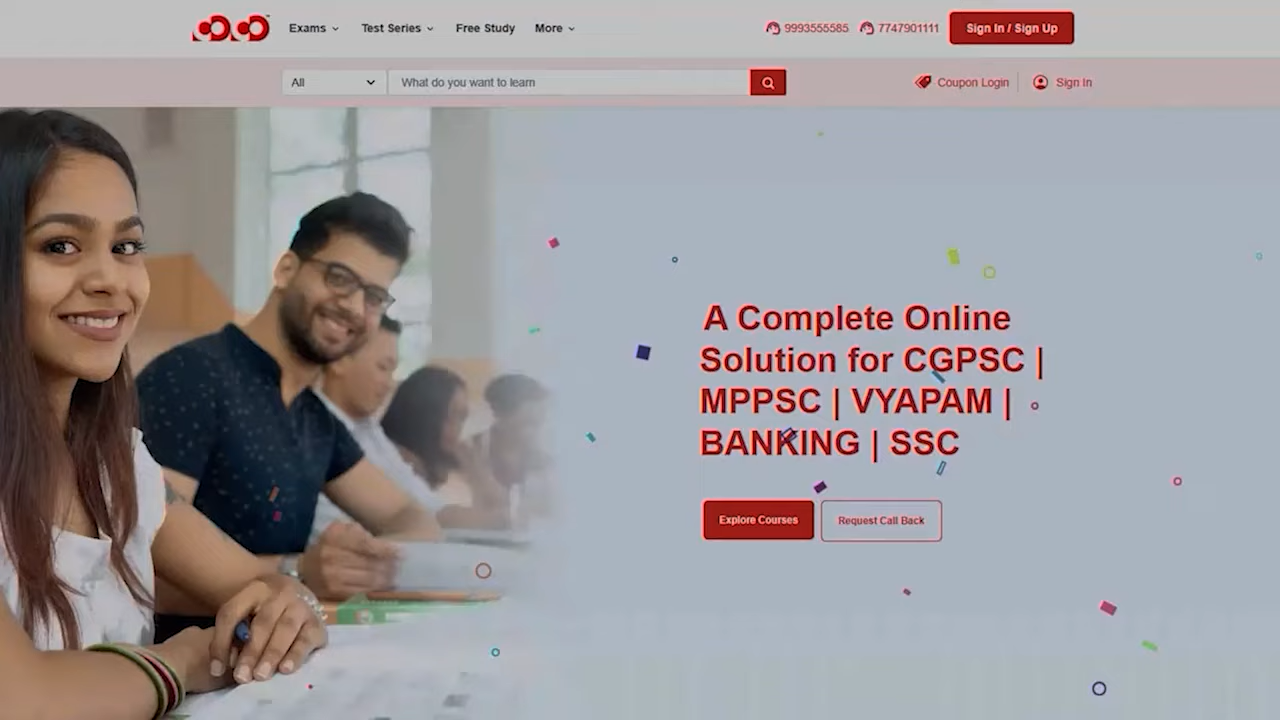 Exams
Test Series
Free Study
More
9993555585
7747901111
Sign In / Sign Up
All
What do you want to learn
Coupon Login
Sign In
A Complete Online
Solution for CGPSC |
MPPSC | VYAPAM |
BANKING | SSC
Explore Courses
Request Call Back